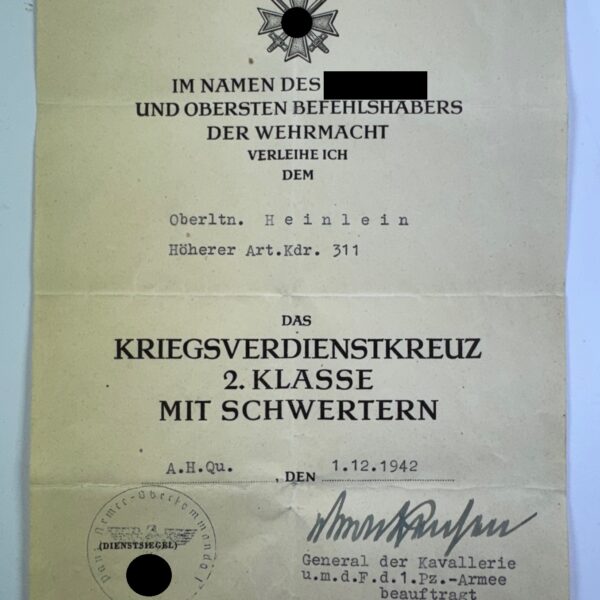 IM NAMEN DES
UND OBERSTEN BEFEHLSHABERS
DER WEHRMACHT
VERLEIHE ICH
DEM
Oberltn. Heinlein
Höherer Art.Kdr. 311
DAS
KRIEGSVERDIENSTKREUZ
2. KLASSE
MIT SCHWERTERN
A.H.Qu., DEN 1.12.1942
(DIENSTSIEGEL)
General der Kavallerie
u.m.d.F.d.1.Pz.-Armee
beauftragt